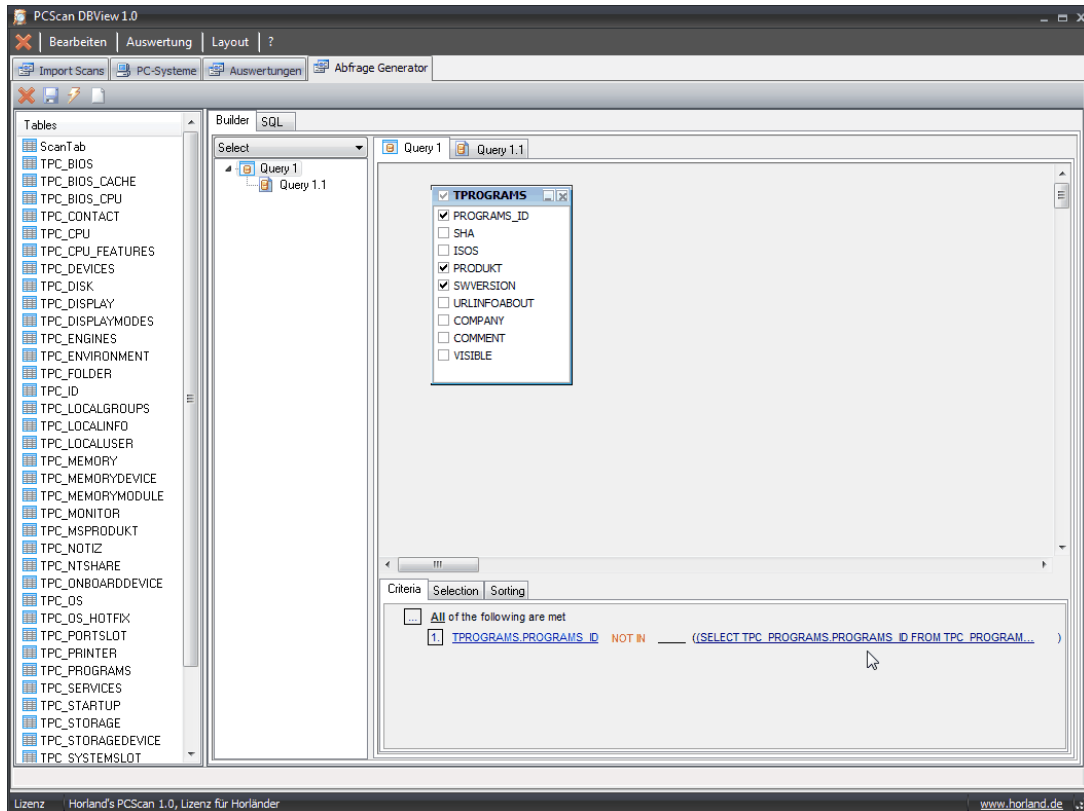 PCScan DBView 1.0
Bearbeiten Auswertung Layout ?
Import Scans PC-Systeme Auswertungen Abfrage Generator
Tables
ScanTab
TPC_BIOS
TPC_BIOS_CACHE
TPC_BIOS_CPU
TPC_CONTACT
TPC_CPU
TPC_CPU_FEATURES
TPC_DEVICES
TPC_DISK
TPC_DISPLAY
TPC_DISPLAYMODES
TPC_ENGINES
TPC_ENVIRONMENT
TPC_FOLDER
TPC_ID
TPC_LOCALGROUPS
TPC_LOCALINFO
TPC_LOCALUSER
TPC_MEMORY
TPC_MEMORYDEVICE
TPC_MEMORYMODULE
TPC_MONITOR
TPC_MSPRODUKT
TPC_NOTIZ
TPC_NTSHARE
TPC_ONBOARDDEVICE
TPC_OS
TPC_OS_HOTFIX
TPC_PORTSLOT
TPC_PRINTER
TPC_PROGRAMS
TPC_SERVICES
TPC_STARTUP
TPC_STORAGE
TPC_STORAGEDEVICE
TPC_SYSTEMSLOT
Builder SQL
Select
Query 1
Query 1.1
Query 1 Query 1.1
TPROGRAMS
PROGRAMS_ID
SHA
ISOS
PRODUKT
SWVERSION
URLINFOABOUT
COMPANY
COMMENT
VISIBLE
Criteria Selection Sorting
... All of the following are met
1. TPROGRAMS.PROGRAMS_ID NOT IN ____ ((SELECT TPC_PROGRAMS.PROGRAMS_ID FROM TPC_PROGRAM... )
Lizenz Horland's PCScan 1.0, Lizenz für Horländer www.horland.de